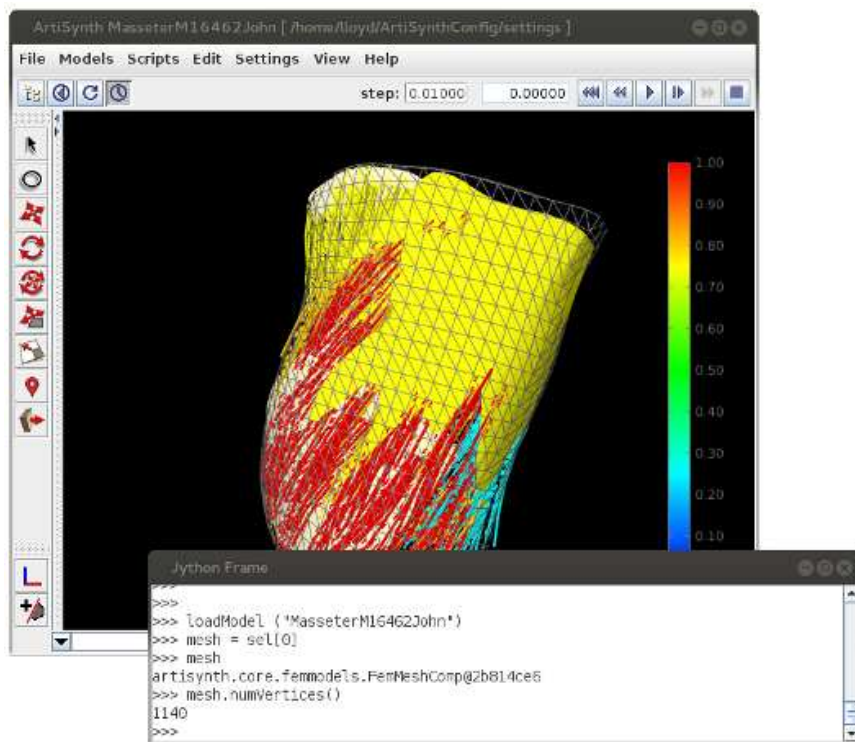 ArtiSynth MasseterM16462John [ /home/lloyd/ArtiSynthConfig/settings ]
File Models Scripts Edit Settings View Help
step: 0.01000 0.00000
1.00
0.90
0.80
0.70
0.60
0.50
0.40
0.30
0.20
0.10
Jython Frame
>>>
>>>
>>> loadModel ("MasseterM16462John")
>>> mesh = sel[0]
>>> mesh
artisynth.core.femmodels.FemMeshComp@2b814ce6
>>> mesh.numVertices()
1140
>>>